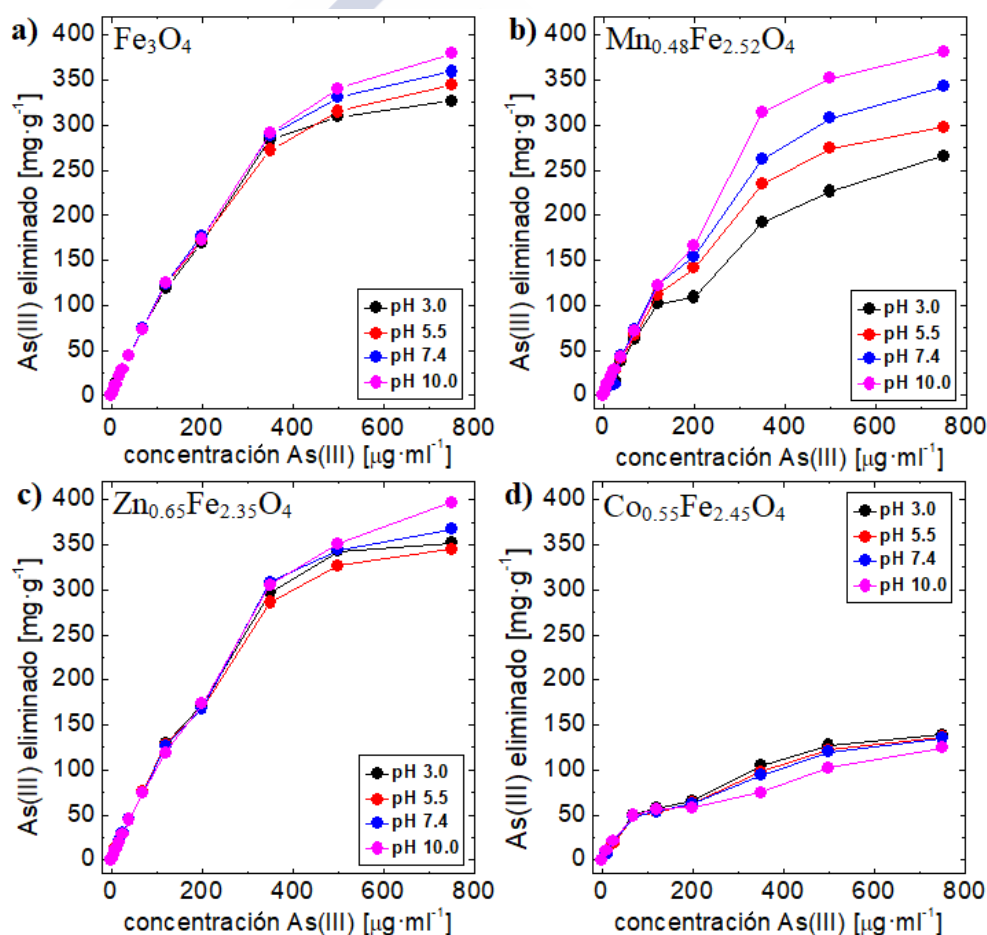 a) Fe₃O₄
400
350
300
250
200
150
100
50
0
As(III) eliminado [mg·g⁻¹]
pH 3.0
pH 5.5
pH 7.4
pH 10.0
0 200 400 600 800
concentración As(III) [μg·ml⁻¹]
b) Mn₀.₄₈Fe₂.₅₂O₄
400
350
300
250
200
150
100
50
0
As(III) eliminado [mg·g⁻¹]
pH 3.0
pH 5.5
pH 7.4
pH 10.0
0 200 400 600 800
concentración As(III) [μg·ml⁻¹]
c) Zn₀.₆₅Fe₂.₃₅O₄
400
350
300
250
200
150
100
50
0
As(III) eliminado [mg·g⁻¹]
pH 3.0
pH 5.5
pH 7.4
pH 10.0
0 200 400 600 800
concentración As(III) [μg·ml⁻¹]
d) Co₀.₅₅Fe₂.₄₅O₄
400
350
300
250
200
150
100
50
0
As(III) eliminado [mg·g⁻¹]
pH 3.0
pH 5.5
pH 7.4
pH 10.0
0 200 400 600 800
concentración As(III) [μg·ml⁻¹]